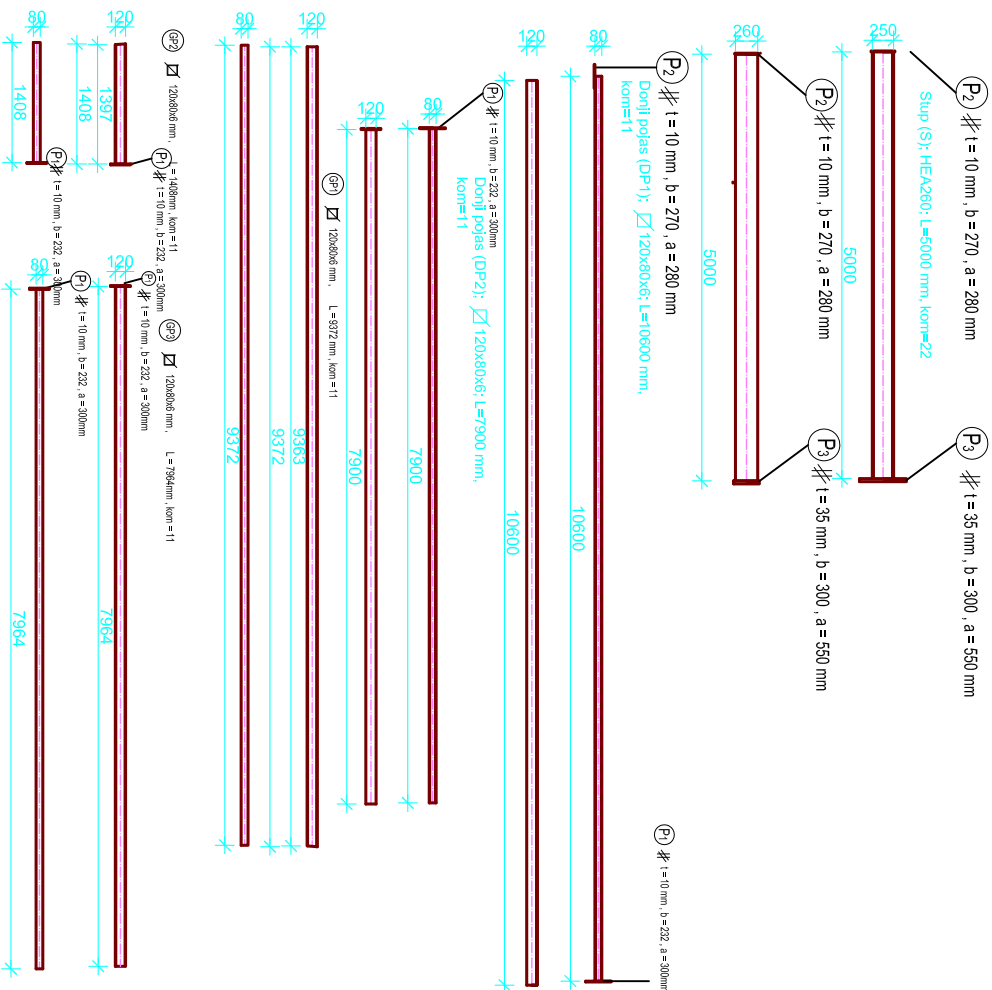 P2 t = 10 mm , b = 270 , a = 280 mm
P3 t = 35 mm , b = 300 , a = 550 mm
Stup (S); HEA260; L=5000 mm, kom=22
250
5000
P2 t = 10 mm , b = 270 , a = 280 mm
P3 t = 35 mm , b = 300 , a = 550 mm
260
5000
P2 t = 10 mm , b = 270 , a = 280 mm
P1 t = 10 mm , b = 232 , a = 300mm
Donji pojas (DP1); 120x80x6; L=10600 mm,
kom=11
80
10600
120
10600
P1 t = 10 mm , b = 232 , a = 300mm
Donji pojas (DP2); 120x80x6; L=7900 mm,
kom=11
80
7900
120
7900
GP1 120x80x6 mm , L = 9372 mm , kom = 11
120
9363
9372
80
9372
GP2 120x80x6 mm , L = 1408mm , kom = 11
P1 t = 10 mm , b = 232 , a = 300mm
120
1397
1408
P1 t = 10 mm , b = 232 , a = 300mm
80
1408
GP3 120x80x6 mm , L = 7964mm , kom = 11
P1 t = 10 mm , b = 232 , a = 300mm
120
7964
P1 t = 10 mm , b = 232 , a = 300mm
80
7964